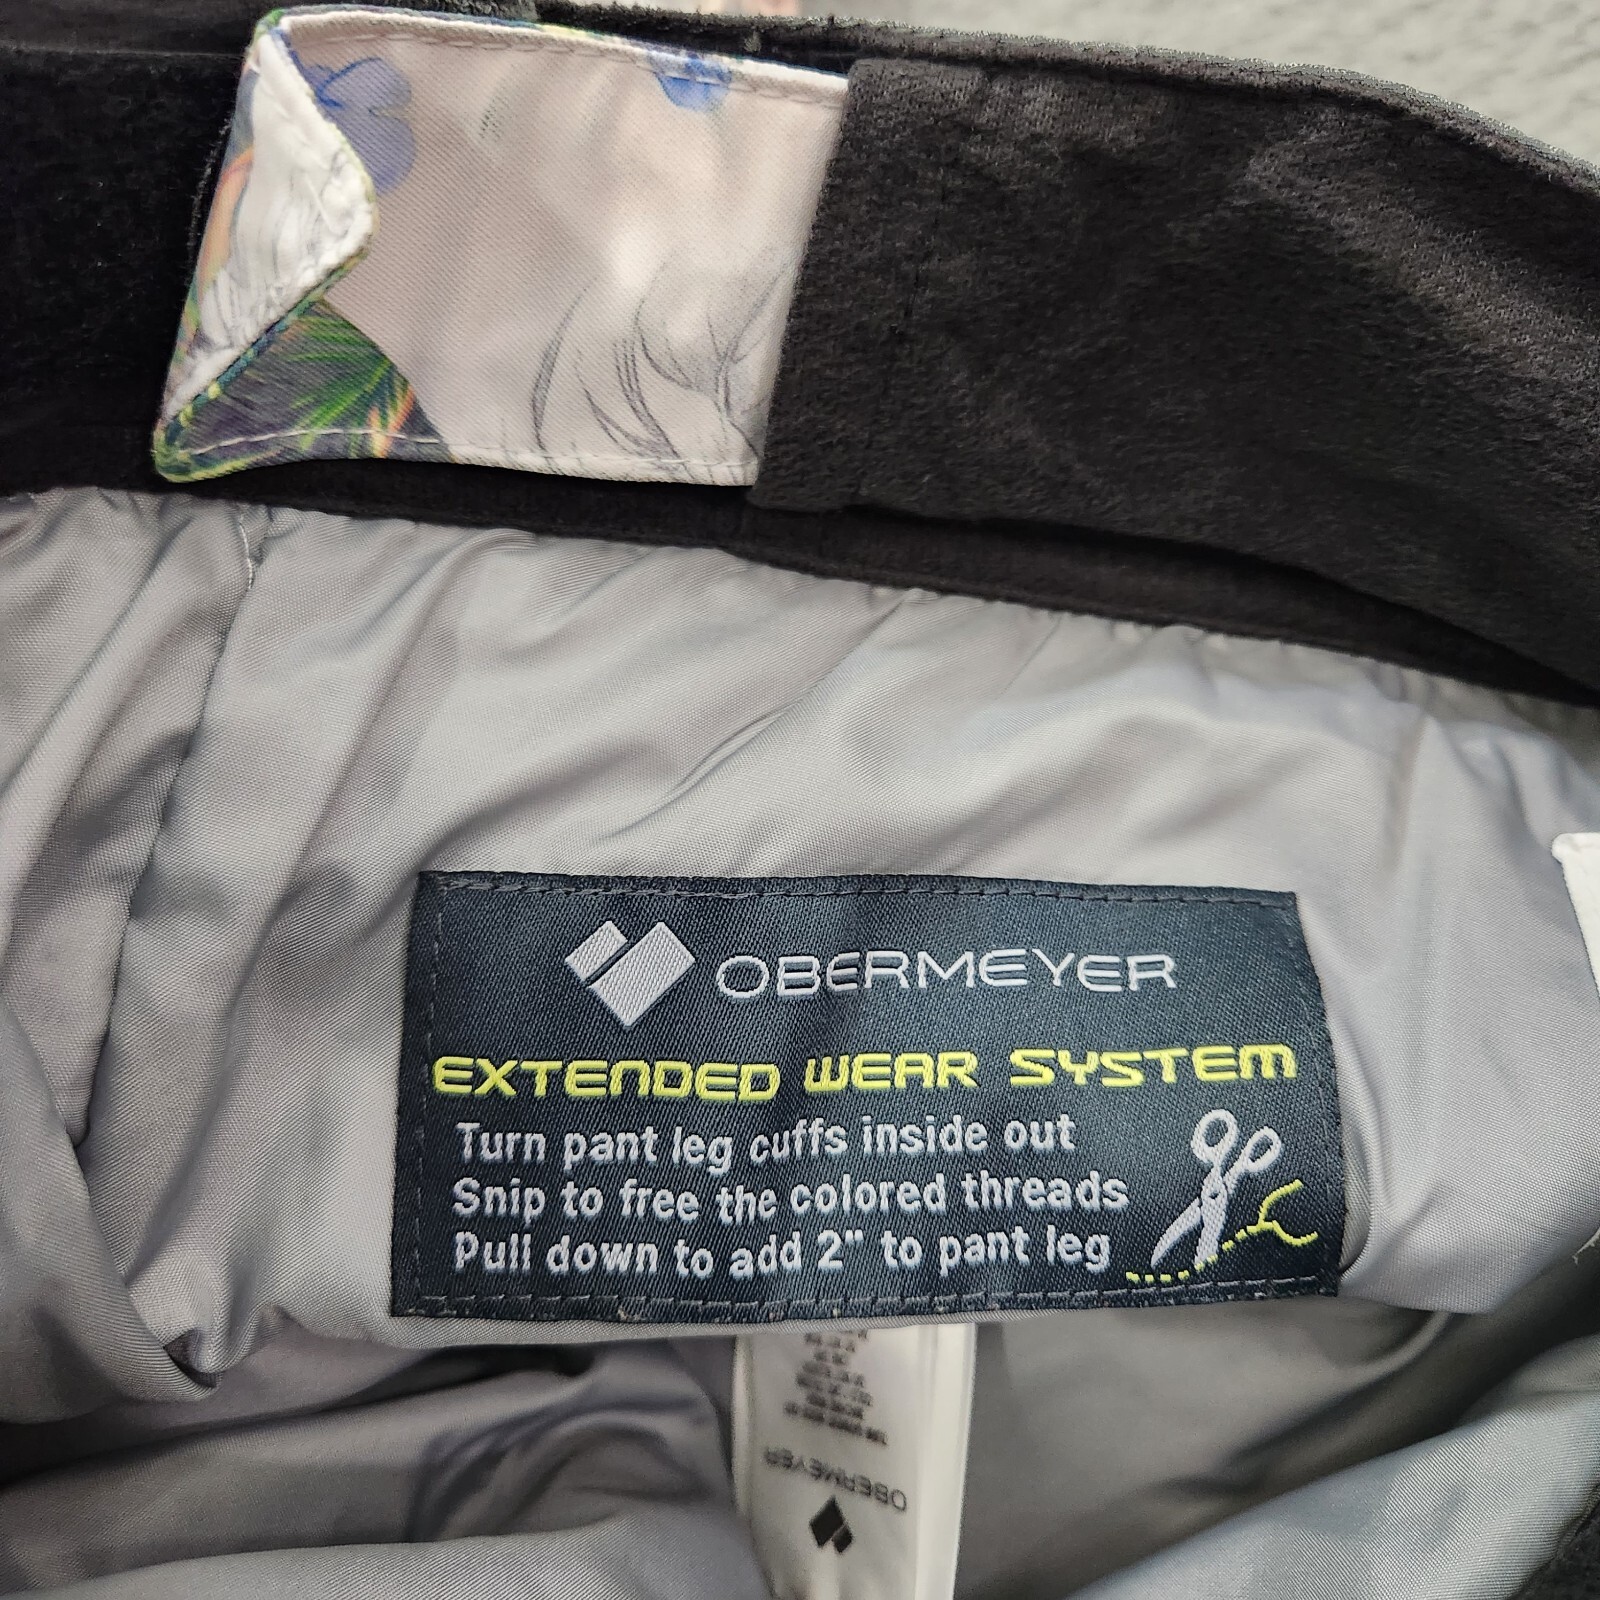 OBERMEYER
EXTENDED WEAR SYSTEM
Turn pant leg cuffs inside out
Snip to free the colored threads
Pull down to add 2" to pant leg
OBERMEYER